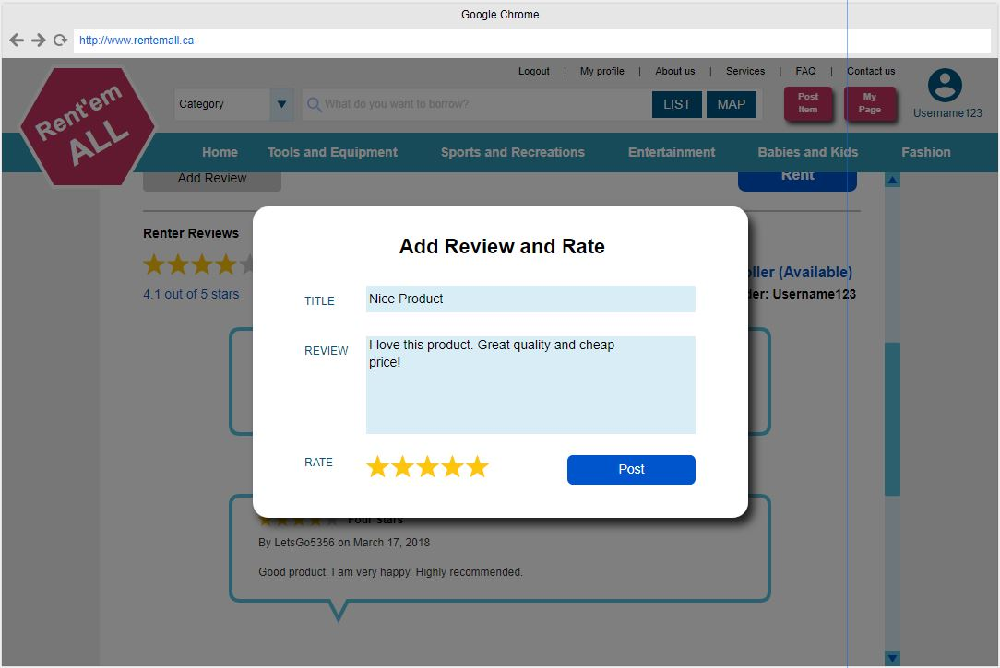 Google Chrome
http://www.rentemall.ca
Logout | My profile | About us | Services | FAQ | Contact us
Rent'em
ALL
Category
What do you want to borrow?
LIST
MAP
Post
Item
My
Page
Username123
Home
Tools and Equipment
Sports and Recreations
Entertainment
Babies and Kids
Fashion
Add Review
Rent
Renter Reviews
4.1 out of 5 stars
(Available)
Username123
Add Review and Rate
TITLE
Nice Product
REVIEW
I love this product. Great quality and cheap
price!
RATE
Post
Four Stars
By LetsGo5356 on March 17, 2018
Good product. I am very happy. Highly recommended.